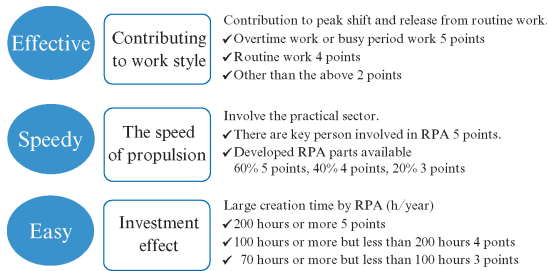 Effective
Contributing
to work style
Contribution to peak shift and release from routine work.
✓Overtime work or busy period work 5 points
✓Routine work 4 points
✓Other than the above 2 points
Speedy
The speed
of propulsion
Involve the practical sector.
✓There are key person involved in RPA 5 points.
✓Developed RPA parts available
60% 5 points, 40% 4 points, 20% 3 points
Easy
Investment
effect
Large creation time by RPA (h/year)
✓200 hours or more 5 points
✓100 hours or more but less than 200 hours 4 ponts
✓ 70 hours or more but less than 100 hours 3 points